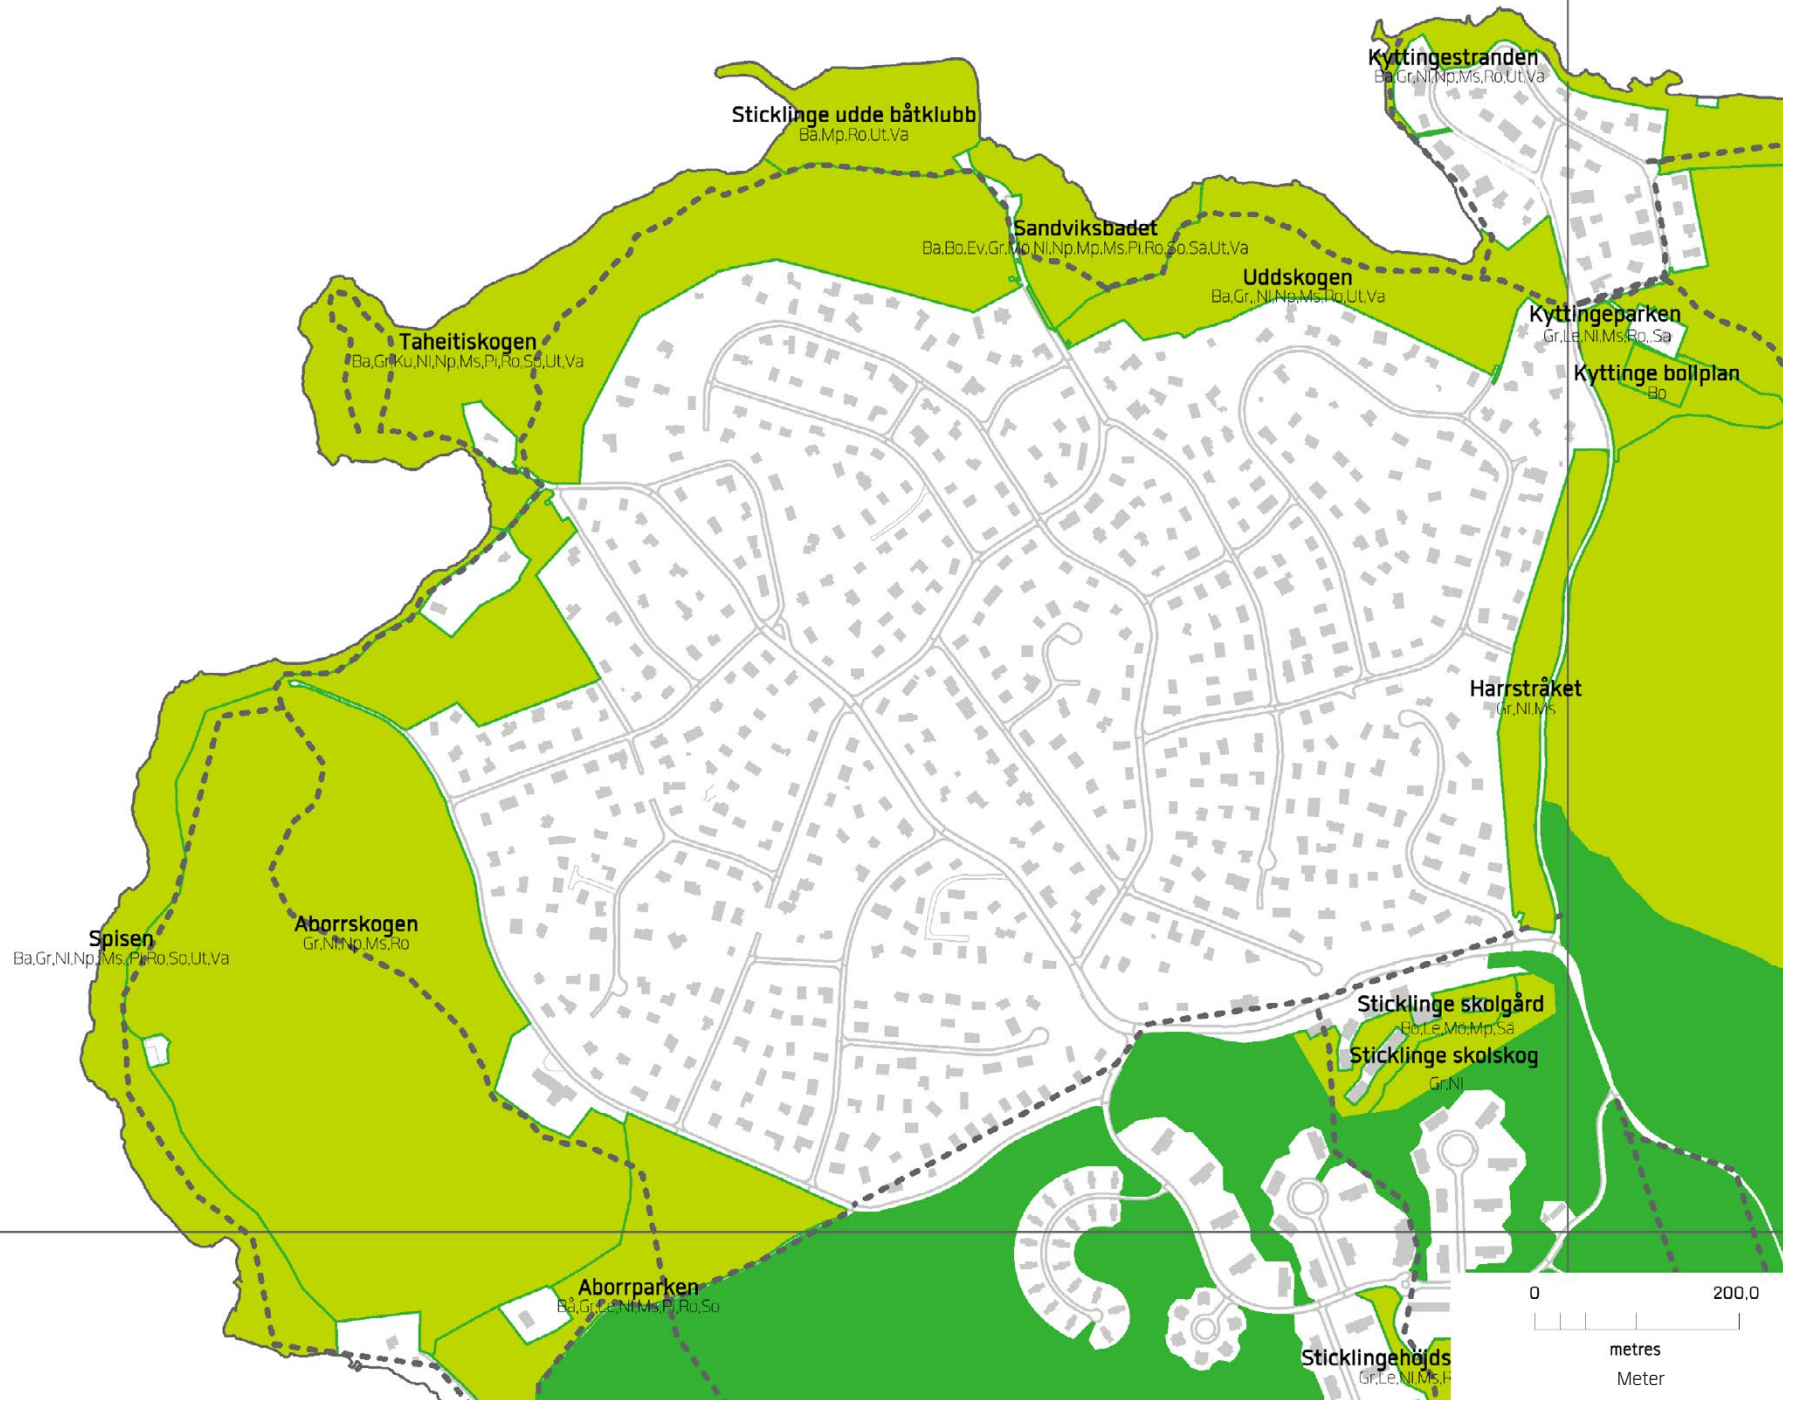 Kyttingestranden
Ba,Gr,Nl,Np,Ms,Ro,Ut,Va
Sticklinge udde båtklubb
Ba,Mp,Ro,Ut,Va
Sandviksbadet
Ba,Bo,Ev,Gr,Mo,Nl,Np,Mp,Ms,Pi,Ro,So,Sa,Ut,Va
Uddskogen
Ba,Gr,,Nl,Np,Ms,Ro,Ut,Va
Kyttingeparken
Gr,Le,Nl,Ms,Ro,,Sa
Taheitiskogen
Ba,Gr,Ku,Nl,Np,Ms,Pi,Ro,So,Ut,Va
Kyttinge bollplan
Bo
Harrstråket
Gr,Nl,Ms
Aborrskogen
Gr,Nl,Np,Ms,Ro
Spisen
Ba,Gr,Nl,Np,Ms,Pi,Ro,So,Ut,Va
Sticklinge skolgård
Bo,Le,Mo,Mp,Sä
Sticklinge skolskog
Gr,Nl
Aborrparken
Bå,Gr,Le,Nl,Ms,Pi,Ro,So
0 200,0
metres
Meter
Sticklingehöjds
Gr,Le,Nl,Ms,R